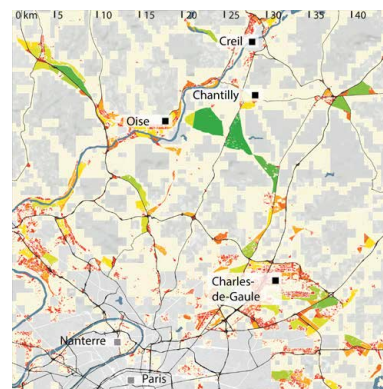 0 km 5 10 15 20 25 30 35 40
Creil
Chantilly
Oise
Charles-
de-Gaule
Nanterre
Paris